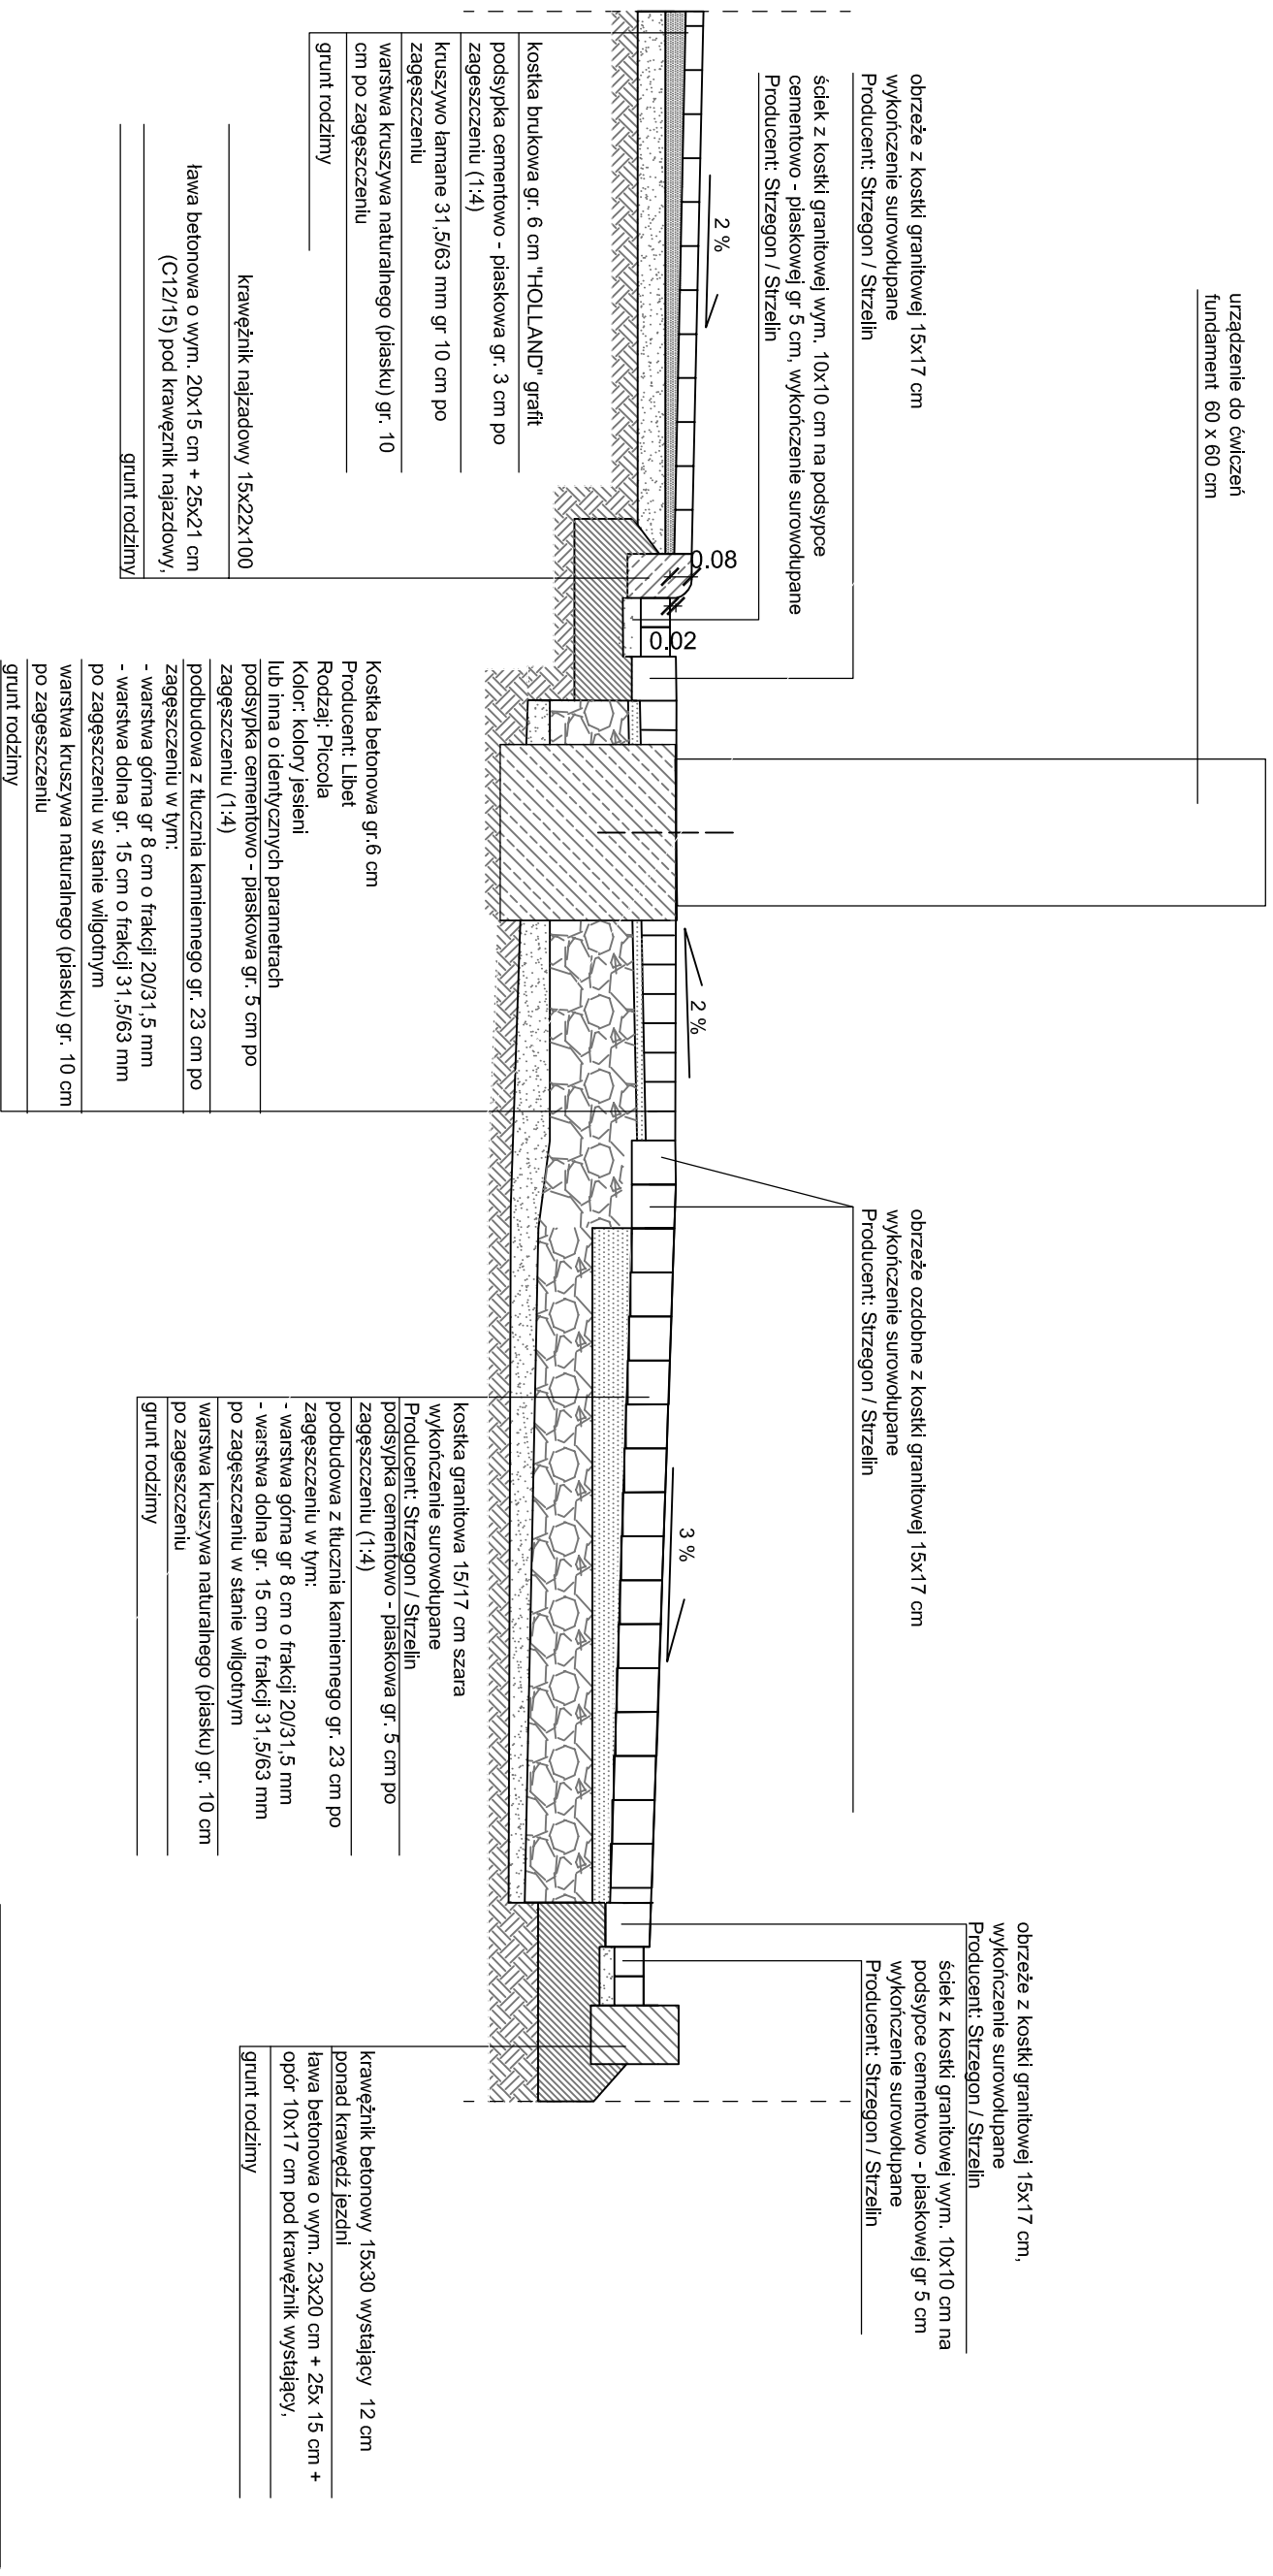 urządzenie do ćwiczeń
fundament 60 x 60 cm
obrzeże z kostki granitowej 15x17 cm
wykończenie surowołupane
Producent: Strzegon / Strzelin
ściek z kostki granitowej wym. 10x10 cm na podsypce
cementowo - piaskowej gr 5 cm, wykończenie surowołupane
Producent: Strzegon / Strzelin
obrzeże ozdobne z kostki granitowej 15x17 cm
wykończenie surowołupane
Producent: Strzegon / Strzelin
obrzeże z kostki granitowej 15x17 cm,
wykończenie surowołupane
Producent: Strzegon / Strzelin
ściek z kostki granitowej wym. 10x10 cm na
podsypce cementowo - piaskowej gr 5 cm
wykończenie surowołupane
Producent: Strzegon / Strzelin
2 %
0.08
0.02
2 %
3 %
kostka brukowa gr. 6 cm "HOLLAND" grafit
podsypka cementowo - piaskowa gr. 3 cm po
zageszczeniu (1:4)
kruszywo łamane 31,5/63 mm gr 10 cm po
zagęszczeniu
warstwa kruszywa naturalnego (piasku) gr. 10
cm po zagęszczeniu
grunt rodzimy
krawężnik najzadowy 15x22x100
ława betonowa o wym. 20x15 cm + 25x21 cm
(C12/15) pod krawęznik najazdowy,
grunt rodzimy
Kostka betonowa gr.6 cm
Producent: Libet
Rodzaj: Piccola
Kolor: kolory jesieni
lub inna o identycznych parametrach
podsypka cementowo - piaskowa gr. 5 cm po
zagęszczeniu (1:4)
podbudowa z tłucznia kamiennego gr. 23 cm po
zagęszczeniu w tym:
- warstwa górna gr 8 cm o frakcji 20/31,5 mm
- warstwa dolna gr. 15 cm o frakcji 31,5/63 mm
po zagęszczeniu w stanie wilgotnym
warstwa kruszywa naturalnego (piasku) gr. 10 cm
po zageszczeniu
grunt rodzimy
kostka granitowa 15/17 cm szara
wykończenie surowołupane
Producent: Strzegon / Strzelin
podsypka cementowo - piaskowa gr. 5 cm po
zagęszczeniu (1:4)
podbudowa z tłucznia kamiennego gr. 23 cm po
zagęszczeniu w tym:
- warstwa górna gr 8 cm o frakcji 20/31,5 mm
- warstwa dolna gr. 15 cm o frakcji 31,5/63 mm
po zagęszczeniu w stanie wilgotnym
warstwa kruszywa naturalnego (piasku) gr. 10 cm
po zageszczeniu
grunt rodzimy
krawężnik betonowy 15x30 wystający 12 cm
ponad krawędź jezdni
ława betonowa o wym. 23x20 cm + 25x 15 cm +
opór 10x17 cm pod krawężnik wystający,
grunt rodzimy